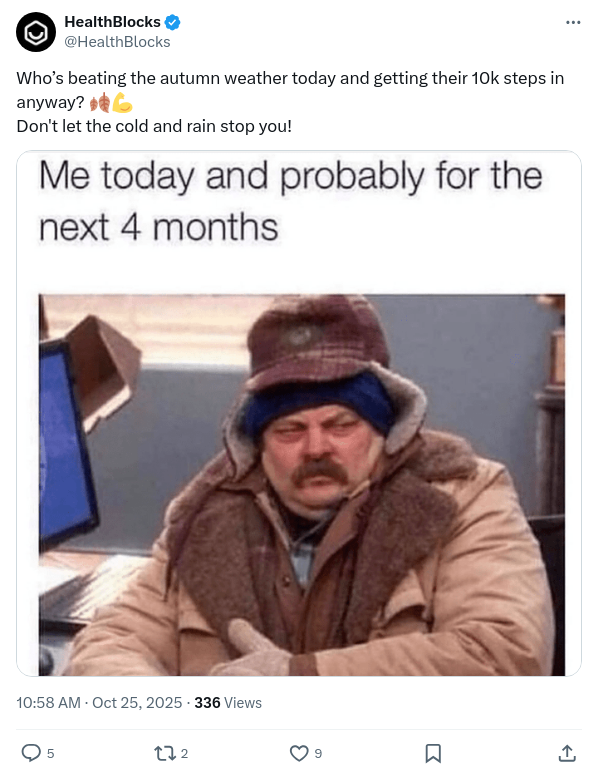 HealthBlocks
@HealthBlocks
Who’s beating the autumn weather today and getting their 10k steps in
anyway? 🍂💪
Don't let the cold and rain stop you!
Me today and probably for the
next 4 months
10:58 AM · Oct 25, 2025 · 336 Views
5 2 9